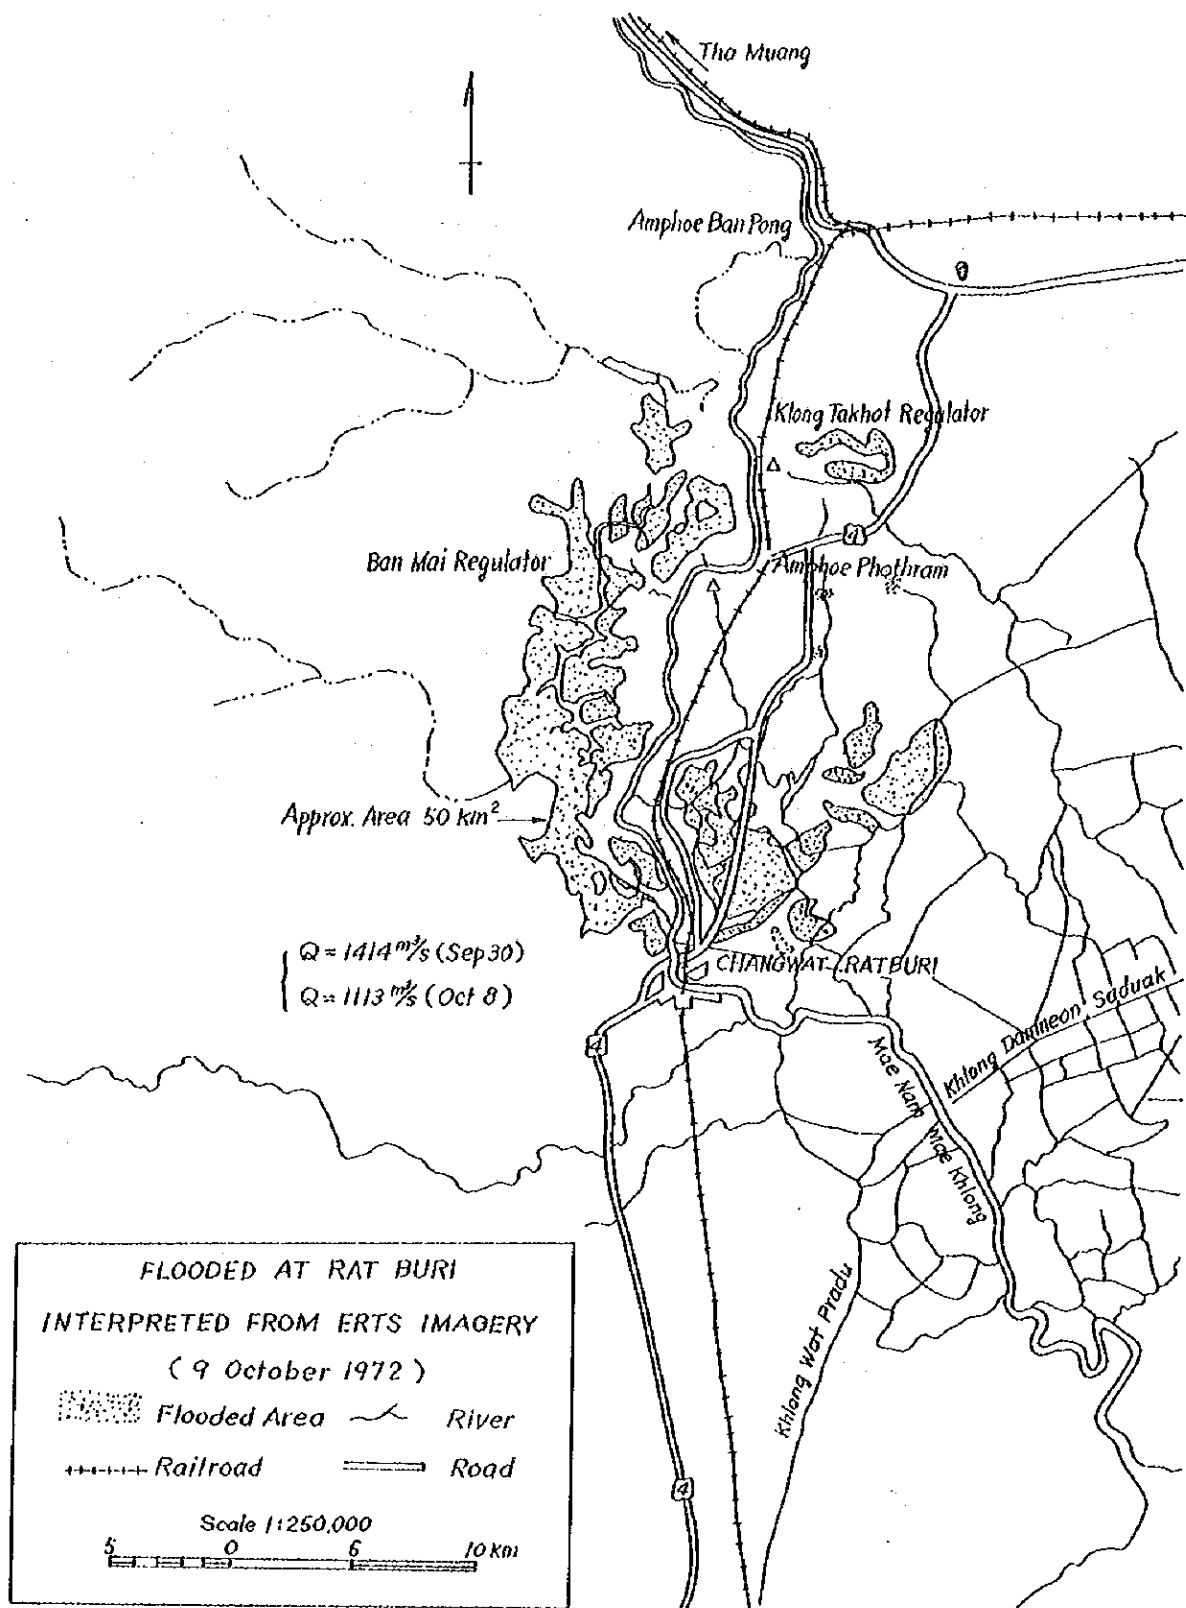 Tha Muang
Amphoe Ban Pong
Klong Takhot Regulator
4
Ban Mai Regulator
Amphoe Phothram
Approx. Area 50 km²
Q = 1414 m³/s (Sep 30)
Q = 1113 m³/s (Oct 8)
CHANGWAT RATBURI
4
Khlong Damneon Saduak
Mae Nam Mae Khlong
Khlong Wat Pradu
4
FLOODED AT RAT BURI
INTERPRETED FROM ERTS IMAGERY
( 9 October 1972 )
Flooded Area River
Railroad Road
Scale 1:250,000
5 0 6 10 km